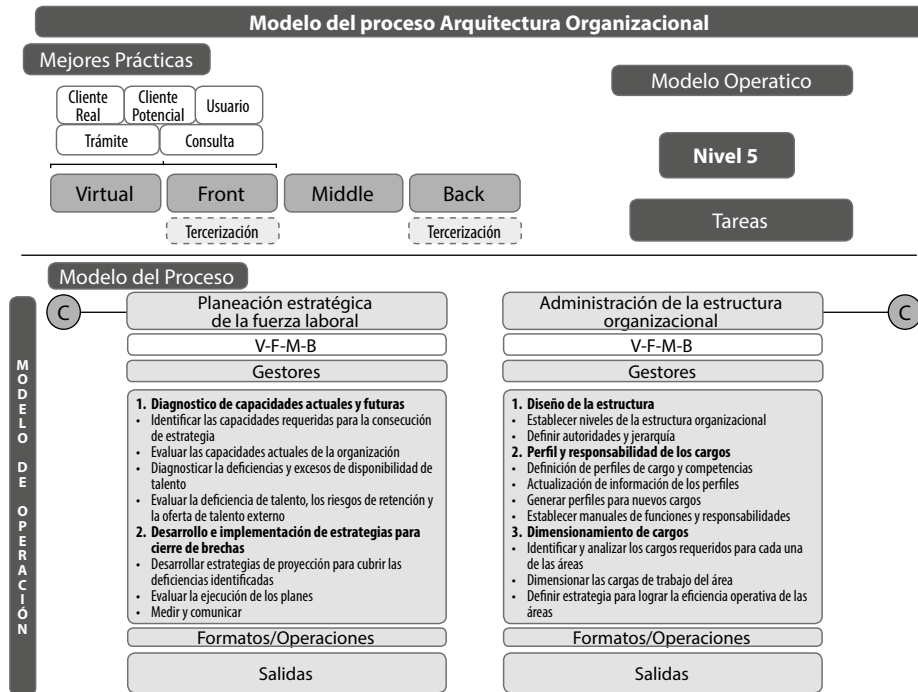 Modelo del proceso Arquitectura Organizacional
Mejores Prácticas
Modelo Operatico
Cliente
Real
Cliente
Potencial
Usuario
Trámite
Consulta
Nivel 5
Virtual
Front
Middle
Back
Tercerización
Tercerización
Tareas
Modelo del Proceso
MODELO DE OPERACIÓN
C
Planeación estratégica
de la fuerza laboral
V-F-M-B
Gestores
1. Diagnostico de capacidades actuales y futuras
• Identificar las capacidades requeridas para la consecución
de estrategia
• Evaluar las capacidades actuales de la organización
• Diagnosticar la deficiencias y excesos de disponibilidad de
talento
• Evaluar la deficiencia de talento, los riesgos de retención y
la oferta de talento externo
2. Desarrollo e implementación de estrategias para
cierre de brechas
• Desarrollar estrategias de proyección para cubrir las
deficiencias identificadas
• Evaluar la ejecución de los planes
• Medir y comunicar
Formatos/Operaciones
Salidas
Administración de la estructura
organizacional
C
V-F-M-B
Gestores
1. Diseño de la estructura
• Establecer niveles de la estructura organizacional
• Definir autoridades y jerarquía
2. Perfil y responsabilidad de los cargos
• Definición de perfiles de cargo y competencias
• Actualización de información de los perfiles
• Generar perfiles para nuevos cargos
• Establecer manuales de funciones y responsabilidades
3. Dimensionamiento de cargos
• Identificar y analizar los cargos requeridos para cada una
de las áreas
• Dimensionar las cargas de trabajo del área
• Definir estrategia para lograr la eficiencia operativa de las
áreas
Formatos/Operaciones
Salidas